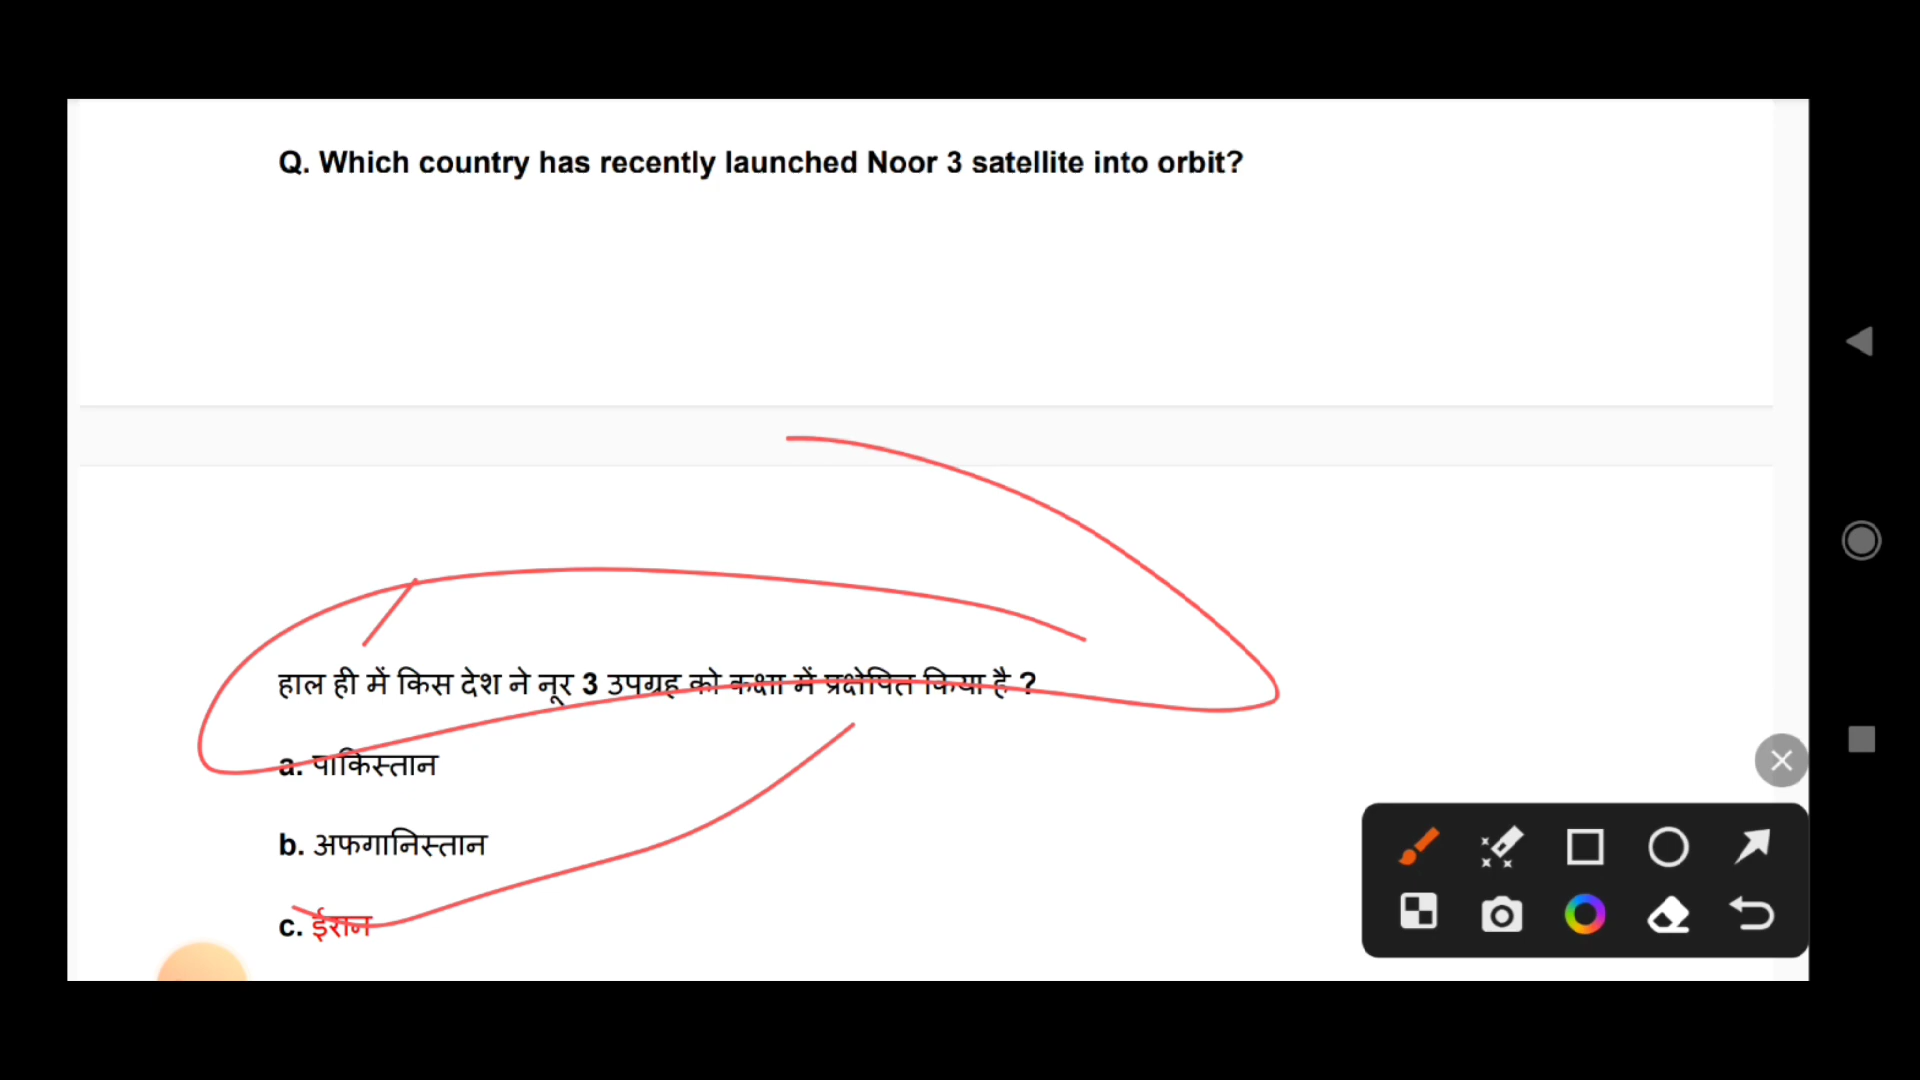 Q. Which country has recently launched Noor 3 satellite into orbit?
हाल ही में किस देश ने नूर 3 उपग्रह को कक्षा में प्रक्षेपित किया है ?
a. पाकिस्तान
b. अफगानिस्तान
c. ईरान